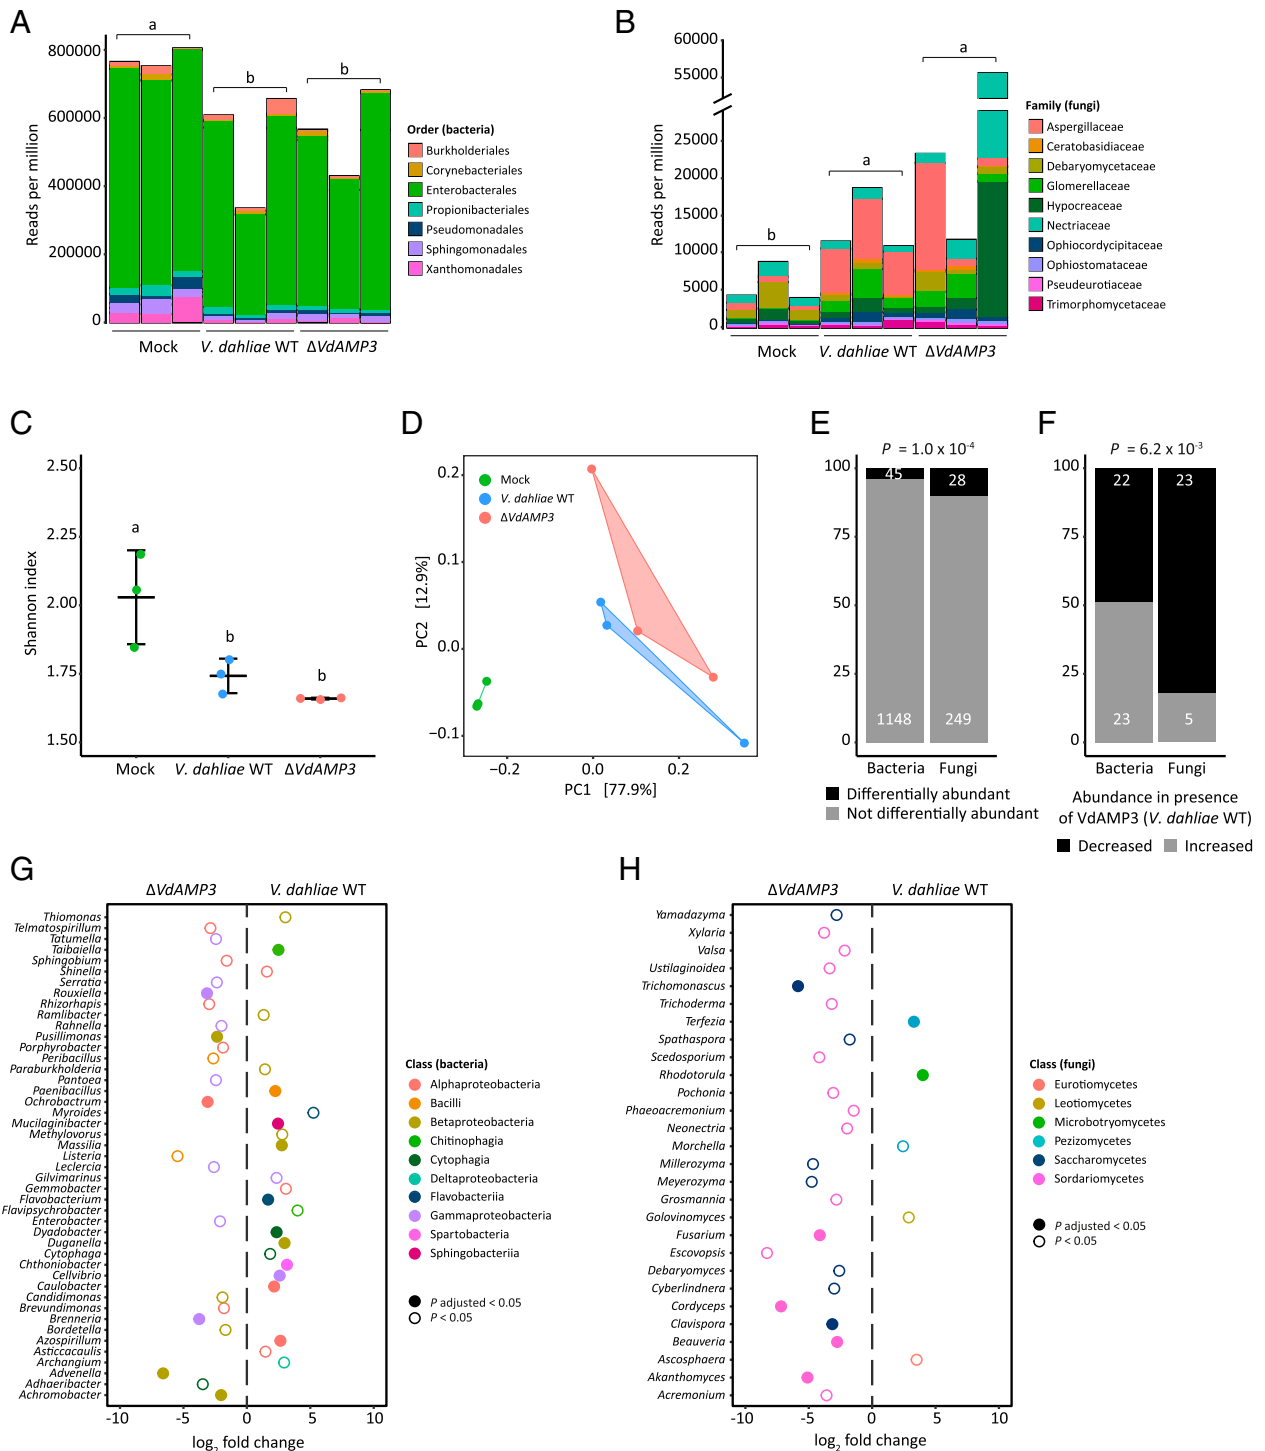 A
a
800000
b
b
600000
400000
200000
0
Reads per million
Mock
V. dahliae WT
ΔVdAMP3
Order (bacteria)
Burkholderiales
Corynebacteriales
Enterobacterales
Propionibacteriales
Pseudomonadales
Sphingomonadales
Xanthomonadales
B
60000
55000
25000
20000
15000
10000
5000
0
Reads per million
a
a
b
Mock
V. dahliae WT
ΔVdAMP3
Family (fungi)
Aspergillaceae
Ceratobasidiaceae
Debaryomycetaceae
Glomerellaceae
Hypocreaceae
Nectriaceae
Ophiocordycipitaceae
Ophiostomataceae
Pseudeurotiaceae
Trimorphomycetaceae
C
2.50
2.25
2.00
1.75
1.50
Shannon index
a
b
b
Mock
V. dahliae WT
ΔVdAMP3
D
0.2
0.1
0.0
−0.1
PC2 [12.9%]
Mock
V. dahliae WT
ΔVdAMP3
−0.2
0.0
0.2
PC1 [77.9%]
E
P = 1.0 x 10-4
100
75
50
25
0
45
28
1148
249
Bacteria
Fungi
Differentially abundant
Not differentially abundant
F
P = 6.2 x 10-3
100
75
50
25
0
22
23
23
5
Bacteria
Fungi
Abundance in presence
of VdAMP3 (V. dahliae WT)
Decreased
Increased
G
ΔVdAMP3
V. dahliae WT
Thiomonas
Telmatospirillum
Tatumella
Taibaiella
Sphingobium
Shinella
Serratia
Rouxiella
Rhizorhapis
Ramlibacter
Rahnella
Pusillimonas
Porphyrobacter
Peribacillus
Paraburkholderia
Pantoea
Paenibacillus
Ochrobactrum
Myroides
Mucilaginibacter
Methylovorus
Massilia
Listeria
Leclercia
Gilvimarinus
Gemmobacter
Flavobacterium
Flavipsychrobacter
Enterobacter
Dyadobacter
Duganella
Cytophaga
Chthoniobacter
Cellvibrio
Caulobacter
Candidimonas
Brevundimonas
Brenneria
Bordetella
Azospirillum
Asticcacaulis
Archangium
Advenella
Adhaeribacter
Achromobacter
-10
-5
0
5
10
log2 fold change
Class (bacteria)
Alphaproteobacteria
Bacilli
Betaproteobacteria
Chitinophagia
Cytophagia
Deltaproteobacteria
Flavobacteriia
Gammaproteobacteria
Spartobacteria
Sphingobacteriia
P adjusted < 0.05
P < 0.05
H
ΔVdAMP3
V. dahliae WT
Yamadazyma
Xylaria
Valsa
Ustilaginoidea
Trichomonascus
Trichoderma
Terfezia
Spathaspora
Scedosporium
Rhodotorula
Pochonia
Phaeoacremonium
Neonectria
Morchella
Millerozyma
Meyerozyma
Grosmannia
Golovinomyces
Fusarium
Escovopsis
Debaryomyces
Cyberlindnera
Cordyceps
Clavispora
Beauveria
Ascosphaera
Akanthomyces
Acremonium
-10
-5
0
5
10
log2 fold change
Class (fungi)
Eurotiomycetes
Leotiomycetes
Microbotryomycetes
Pezizomycetes
Saccharomycetes
Sordariomycetes
P adjusted < 0.05
P < 0.05